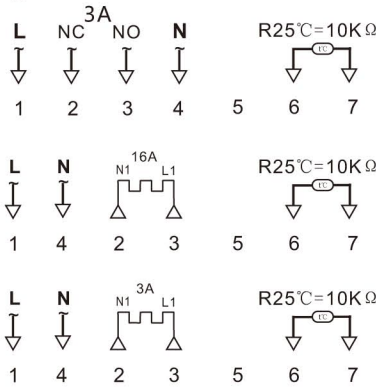 3A
L NC NO N R25℃=10KΩ
t℃
1 2 3 4 5 6 7
16A
L N N1 L1 R25℃=10KΩ
t℃
1 4 2 3 5 6 7
3A
L N N1 L1 R25℃=10KΩ
t℃
1 4 2 3 5 6 7